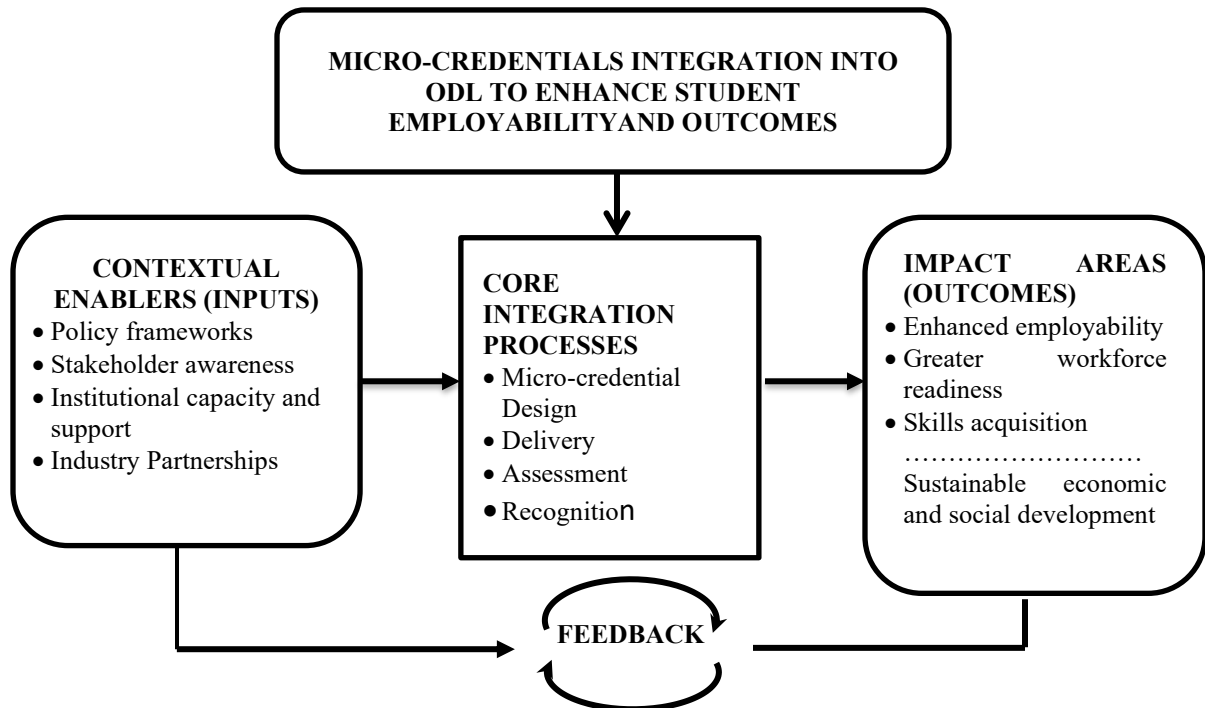 MICRO-CREDENTIALS INTEGRATION INTO
ODL TO ENHANCE STUDENT
EMPLOYABILITYAND OUTCOMES
CONTEXTUAL
ENABLERS (INPUTS)
• Policy frameworks
• Stakeholder awareness
• Institutional capacity and
support
• Industry Partnerships
CORE
INTEGRATION
PROCESSES
• Micro-credential
Design
• Delivery
• Assessment
• Recognition
IMPACT AREAS
(OUTCOMES)
• Enhanced employability
• Greater workforce
readiness
• Skills acquisition
………………………
Sustainable economic
and social development
FEEDBACK